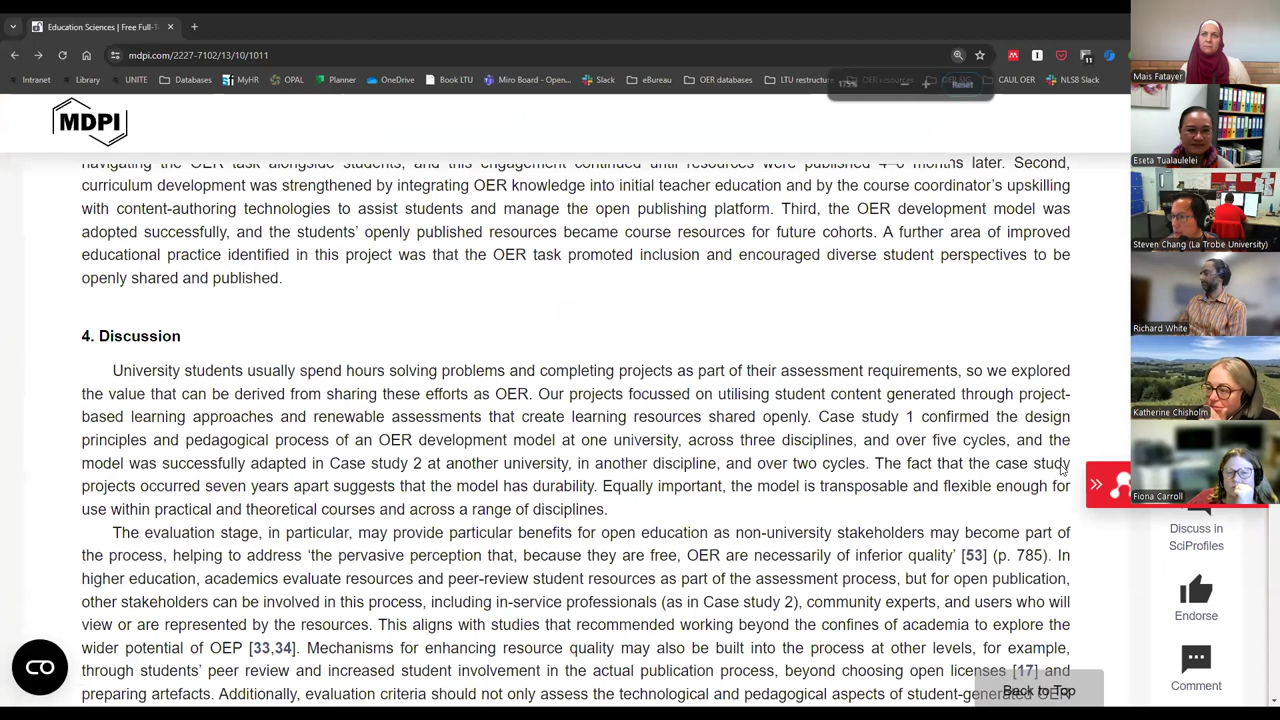 Education Sciences | Free Full-T
mdpi.com/2227-7102/13/10/1011
Intranet
Library
UNITE
Databases
MyHR
OPAL
Planner
OneDrive
Book LTU
Miro Board - Open...
Slack
eBureau
OER databases
LTU restructure
OER resources
CAUL OER
NLS8 Slack
175%
Reset
MDPI
navigating the OER task alongside students, and this engagement continued until resources were published 4–6 months later. Second,
curriculum development was strengthened by integrating OER knowledge into initial teacher education and by the course coordinator's upskilling
with content-authoring technologies to assist students and manage the open publishing platform. Third, the OER development model was
adopted successfully, and the students' openly published resources became course resources for future cohorts. A further area of improved
educational practice identified in this project was that the OER task promoted inclusion and encouraged diverse student perspectives to be
openly shared and published.
4. Discussion
University students usually spend hours solving problems and completing projects as part of their assessment requirements, so we explored
the value that can be derived from sharing these efforts as OER. Our projects focussed on utilising student content generated through project-
based learning approaches and renewable assessments that create learning resources shared openly. Case study 1 confirmed the design
principles and pedagogical process of an OER development model at one university, across three disciplines, and over five cycles, and the
model was successfully adapted in Case study 2 at another university, in another discipline, and over two cycles. The fact that the case study
projects occurred seven years apart suggests that the model has durability. Equally important, the model is transposable and flexible enough for
use within practical and theoretical courses and across a range of disciplines.
The evaluation stage, in particular, may provide particular benefits for open education as non-university stakeholders may become part of
the process, helping to address 'the pervasive perception that, because they are free, OER are necessarily of inferior quality' [53] (p. 785). In
higher education, academics evaluate resources and peer-review student resources as part of the assessment process, but for open publication,
other stakeholders can be involved in this process, including in-service professionals (as in Case study 2), community experts, and users who will
view or are represented by the resources. This aligns with studies that recommended working beyond the confines of academia to explore the
wider potential of OEP [33,34]. Mechanisms for enhancing resource quality may also be built into the process at other levels, for example,
through students' peer review and increased student involvement in the actual publication process, beyond choosing open licenses [17] and
preparing artefacts. Additionally, evaluation criteria should not only assess the technological and pedagogical aspects of student-generated OER
Back to Top
Discuss in
SciProfiles
Endorse
Comment
Mais Fatayer
Eseta Tualaulelei
Steven Chang (La Trobe University)
Richard White
Katherine Chisholm
Fiona Carroll